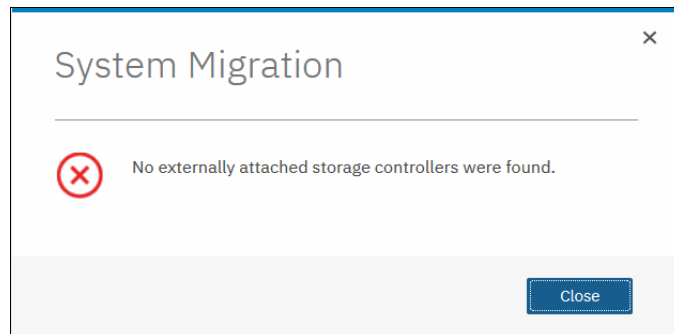 System Migration
No externally attached storage controllers were found.
Close